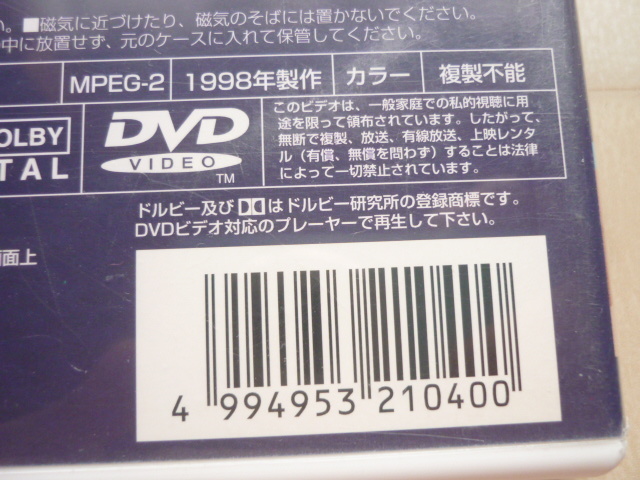 い。■磁気に近づけたり、磁気のそばには置かないでください。
中に放置せず、元のケースに入れて保管してください。
MPEG-2 1998年製作 カラー 複製不能
DOLBY
DIGITAL
DVD
VIDEO
TM
このビデオは、一般家庭での私的視聴に用
途を限って領布されています。したがって、
無断で複製、放送、有線放送、上映レンタ
ル（有償、無償を問わず）することは法律
によって一切禁止されています。
ドルビー及びはドルビー研究所の登録商標です。
DVDビデオ対応のプレーヤーで再生して下さい。
画面上
4 994953 210400